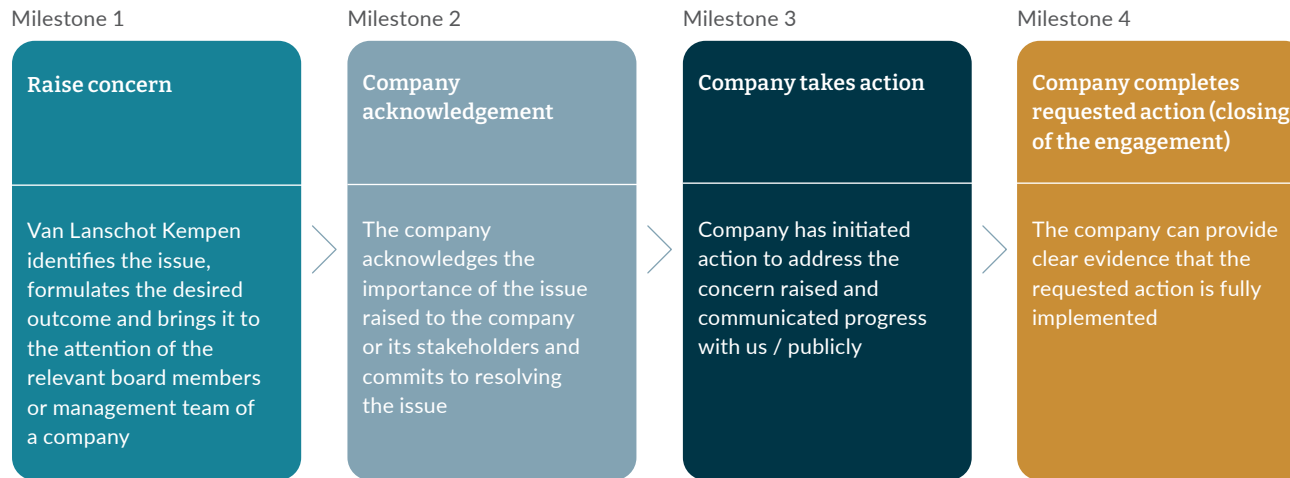 Milestone 1
Raise concern
Van Lanschot Kempen
identifies the issue,
formulates the desired
outcome and brings it to
the attention of the
relevant board members
or management team of
a company
Milestone 2
Company
acknowledgement
The company
acknowledges the
importance of the issue
raised to the company
or its stakeholders and
commits to resolving
the issue
Milestone 3
Company takes action
Company has initiated
action to address the
concern raised and
communicated progress
with us / publicly
Milestone 4
Company completes
requested action (closing
of the engagement)
The company can provide
clear evidence that the
requested action is fully
implemented